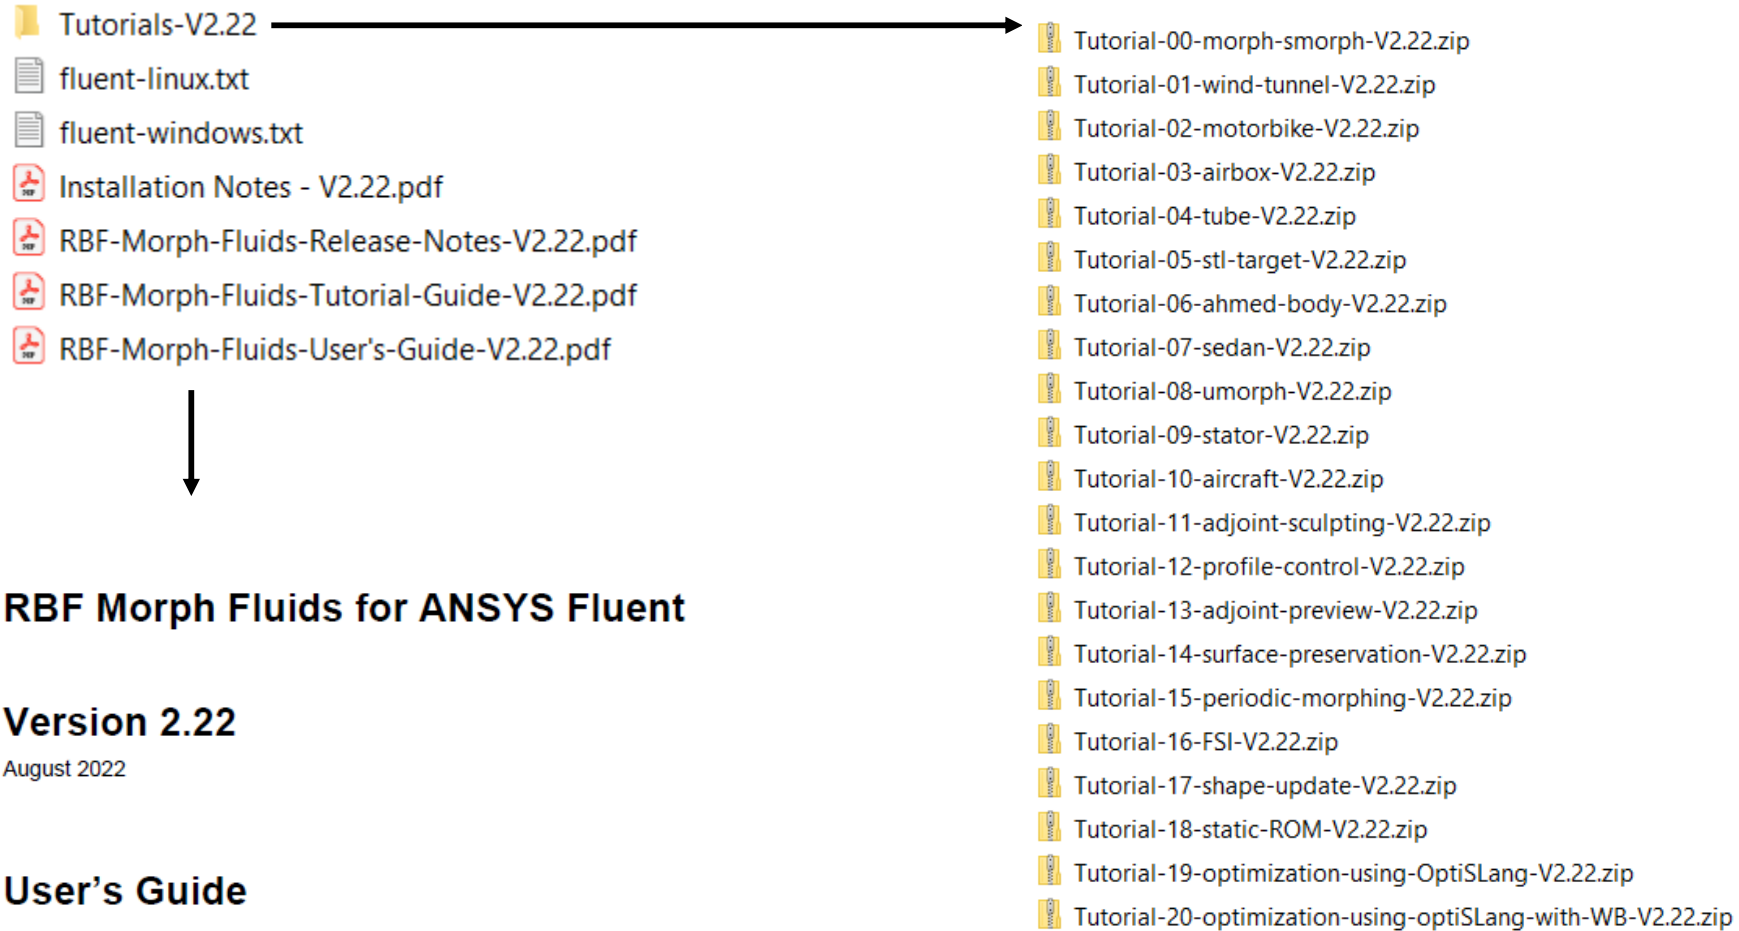 Tutorials-V2.22
fluent-linux.txt
fluent-windows.txt
Installation Notes - V2.22.pdf
RBF-Morph-Fluids-Release-Notes-V2.22.pdf
RBF-Morph-Fluids-Tutorial-Guide-V2.22.pdf
RBF-Morph-Fluids-User's-Guide-V2.22.pdf
RBF Morph Fluids for ANSYS Fluent
Version 2.22
August 2022
User’s Guide
Tutorial-00-morph-smorph-V2.22.zip
Tutorial-01-wind-tunnel-V2.22.zip
Tutorial-02-motorbike-V2.22.zip
Tutorial-03-airbox-V2.22.zip
Tutorial-04-tube-V2.22.zip
Tutorial-05-stl-target-V2.22.zip
Tutorial-06-ahmed-body-V2.22.zip
Tutorial-07-sedan-V2.22.zip
Tutorial-08-umorph-V2.22.zip
Tutorial-09-stator-V2.22.zip
Tutorial-10-aircraft-V2.22.zip
Tutorial-11-adjoint-sculpting-V2.22.zip
Tutorial-12-profile-control-V2.22.zip
Tutorial-13-adjoint-preview-V2.22.zip
Tutorial-14-surface-preservation-V2.22.zip
Tutorial-15-periodic-morphing-V2.22.zip
Tutorial-16-FSI-V2.22.zip
Tutorial-17-shape-update-V2.22.zip
Tutorial-18-static-ROM-V2.22.zip
Tutorial-19-optimization-using-OptiSLang-V2.22.zip
Tutorial-20-optimization-using-optiSLang-with-WB-V2.22.zip